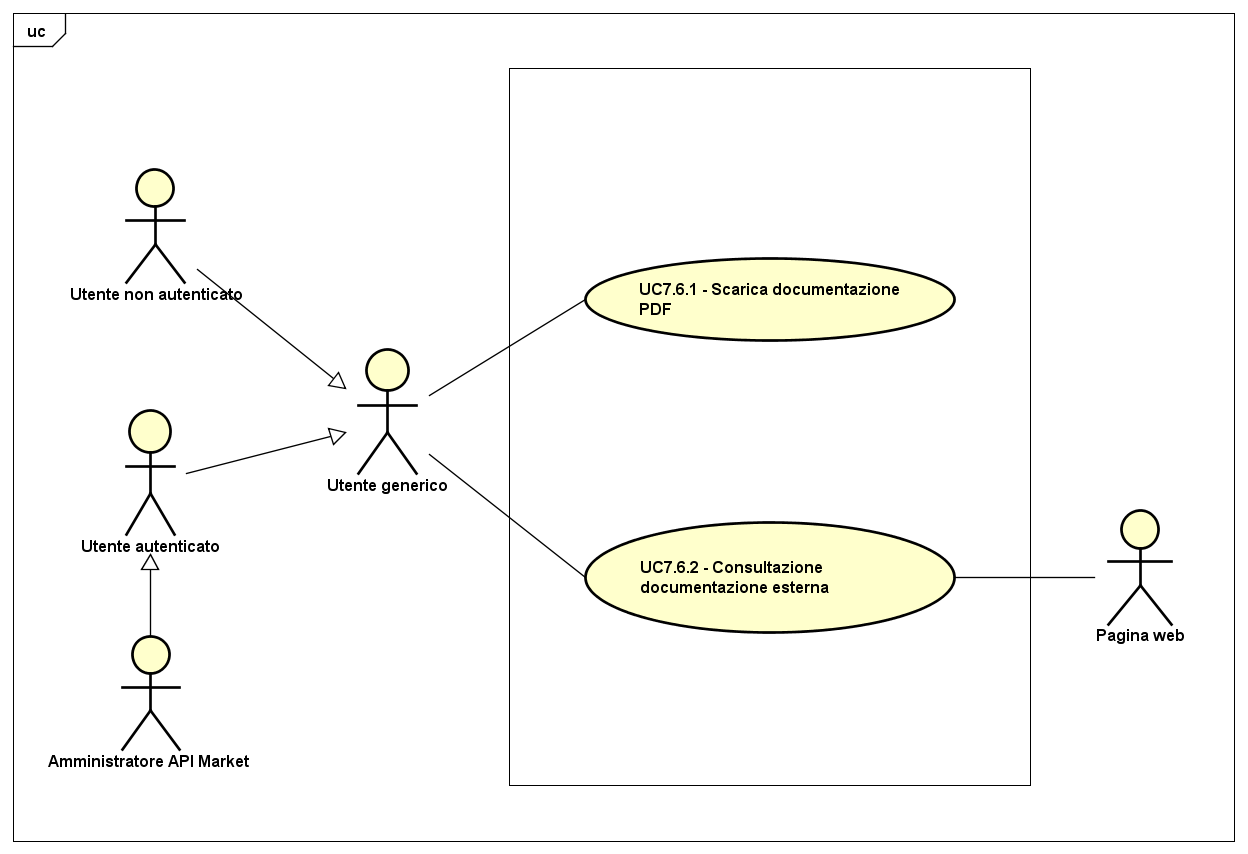 uc
Utente non autenticato
UC7.6.1 - Scarica documentazione
PDF
Utente generico
Utente autenticato
UC7.6.2 - Consultazione
documentazione esterna
Pagina web
Amministratore API Market